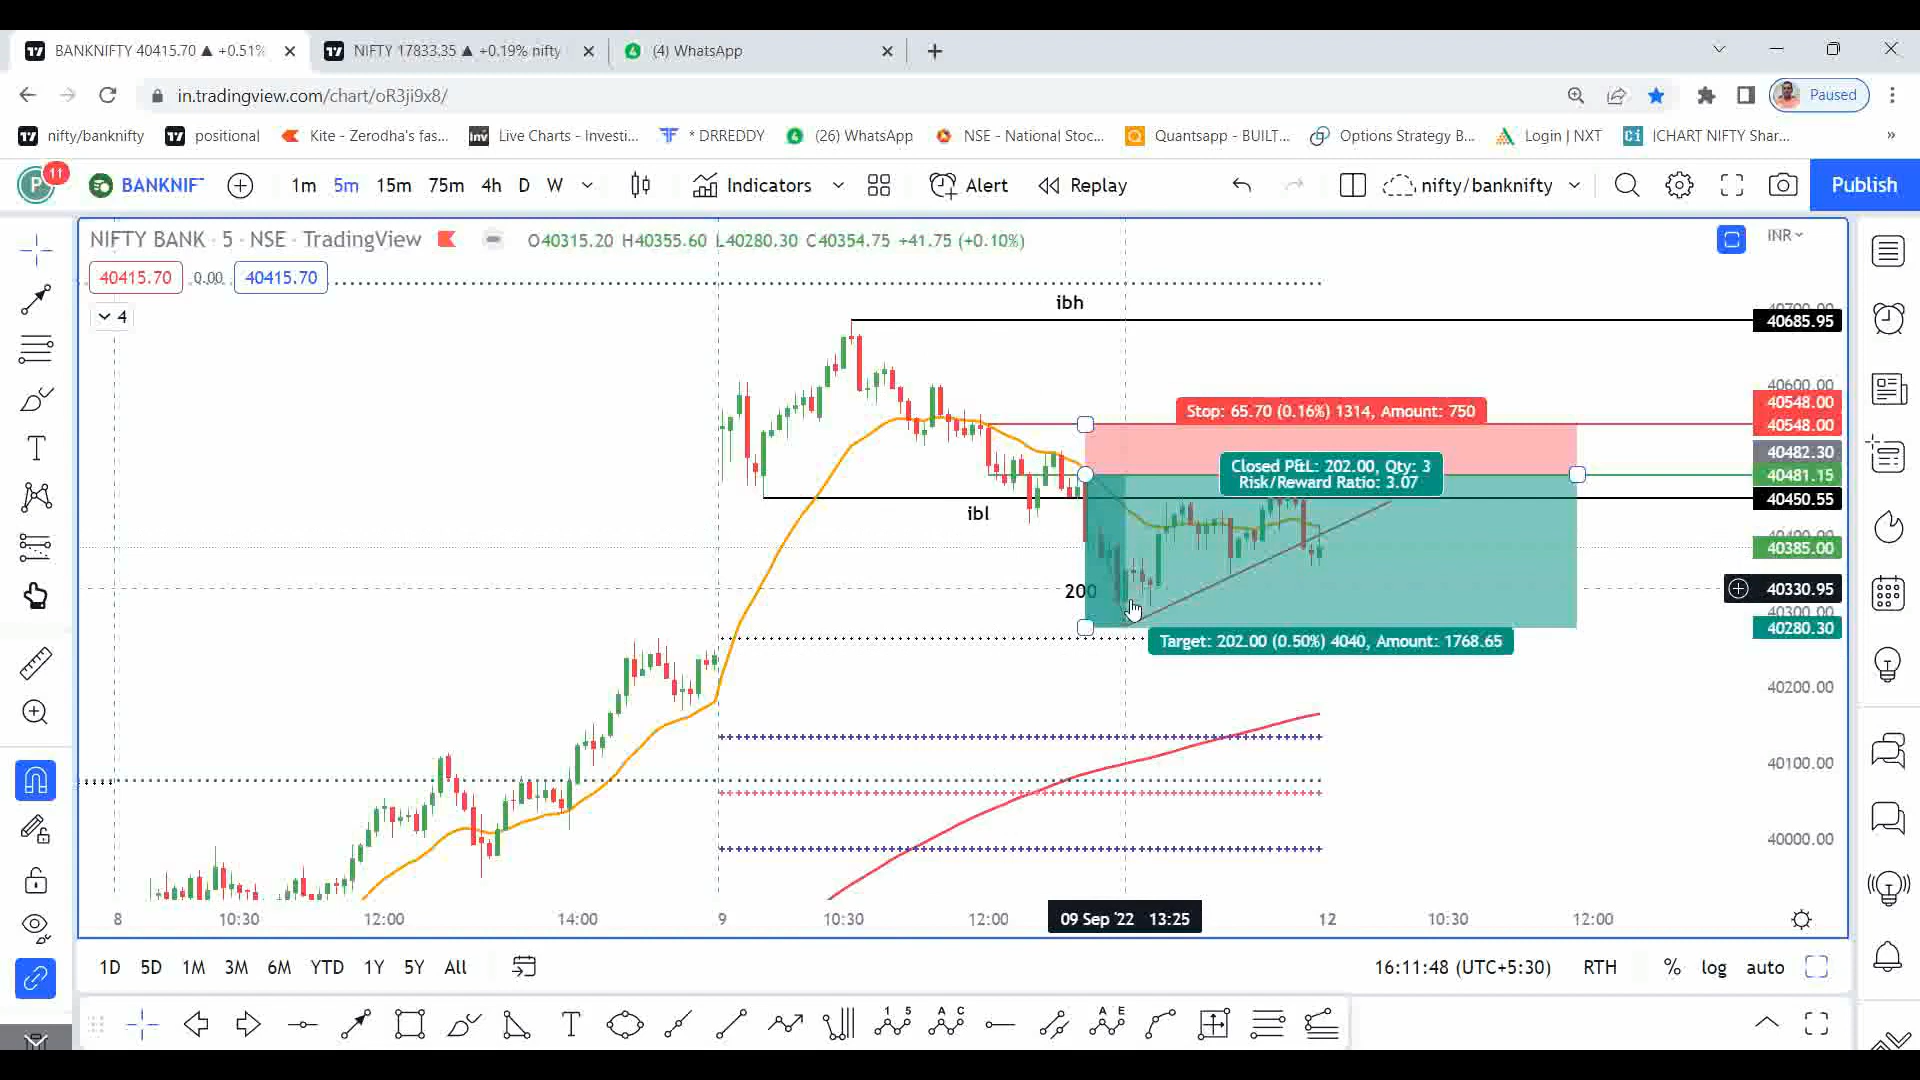 BANKNIFTY 40415.70 ▲ +0.51%
NIFTY 17833.35 ▲ +0.19% nifty
(4) WhatsApp
in.tradingview.com/chart/oR3ji9x8/
Paused
nifty/banknifty
positional
Kite - Zerodha's fas...
inv Live Charts - Investi...
* DRREDDY
(26) WhatsApp
NSE - National Stoc...
Quantsapp - BUILT...
Options Strategy B...
Login | NXT
Ci ICHART NIFTY Shar...
»
P 11
BANKNIF
1m 5m 15m 75m 4h D W
Indicators
Alert
Replay
nifty/banknifty
Publish
NIFTY BANK · 5 · NSE · TradingView
O40315.20 H40355.60 L40280.30 C40354.75 +41.75 (+0.10%)
INR
40415.70 0.00 40415.70
4
ibh
40685.95
40600.00
Stop: 65.70 (0.16%) 1314, Amount: 750
40548.00
40548.00
40482.30
Closed P&L: 202.00, Qty: 3
Risk/Reward Ratio: 3.07
40481.15
40450.55
ibl
40385.00
200
40330.95
40300.00
40280.30
Target: 202.00 (0.50%) 4040, Amount: 1768.65
40200.00
40100.00
40000.00
8 10:30 12:00 14:00 9 10:30 12:00 09 Sep '22 13:25 12 10:30 12:00
1D 5D 1M 3M 6M YTD 1Y 5Y All
16:11:48 (UTC+5:30) RTH % log auto